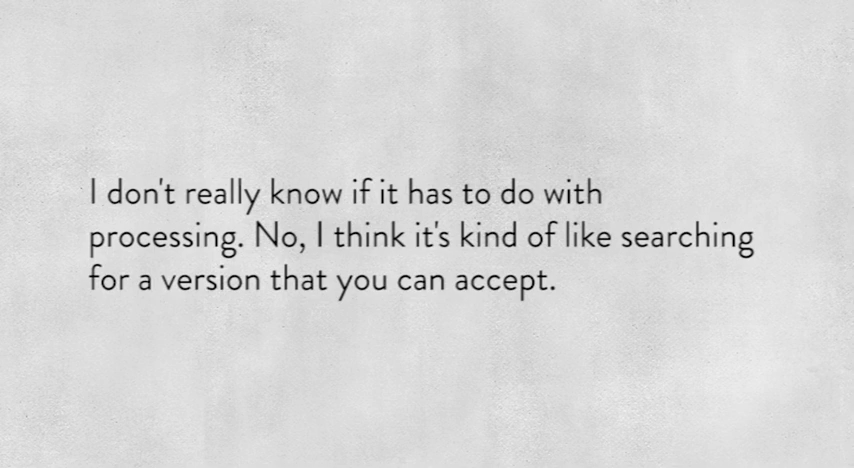 I don't really know if it has to do with
processing. No, I think it's kind of like searching
for a version that you can accept.